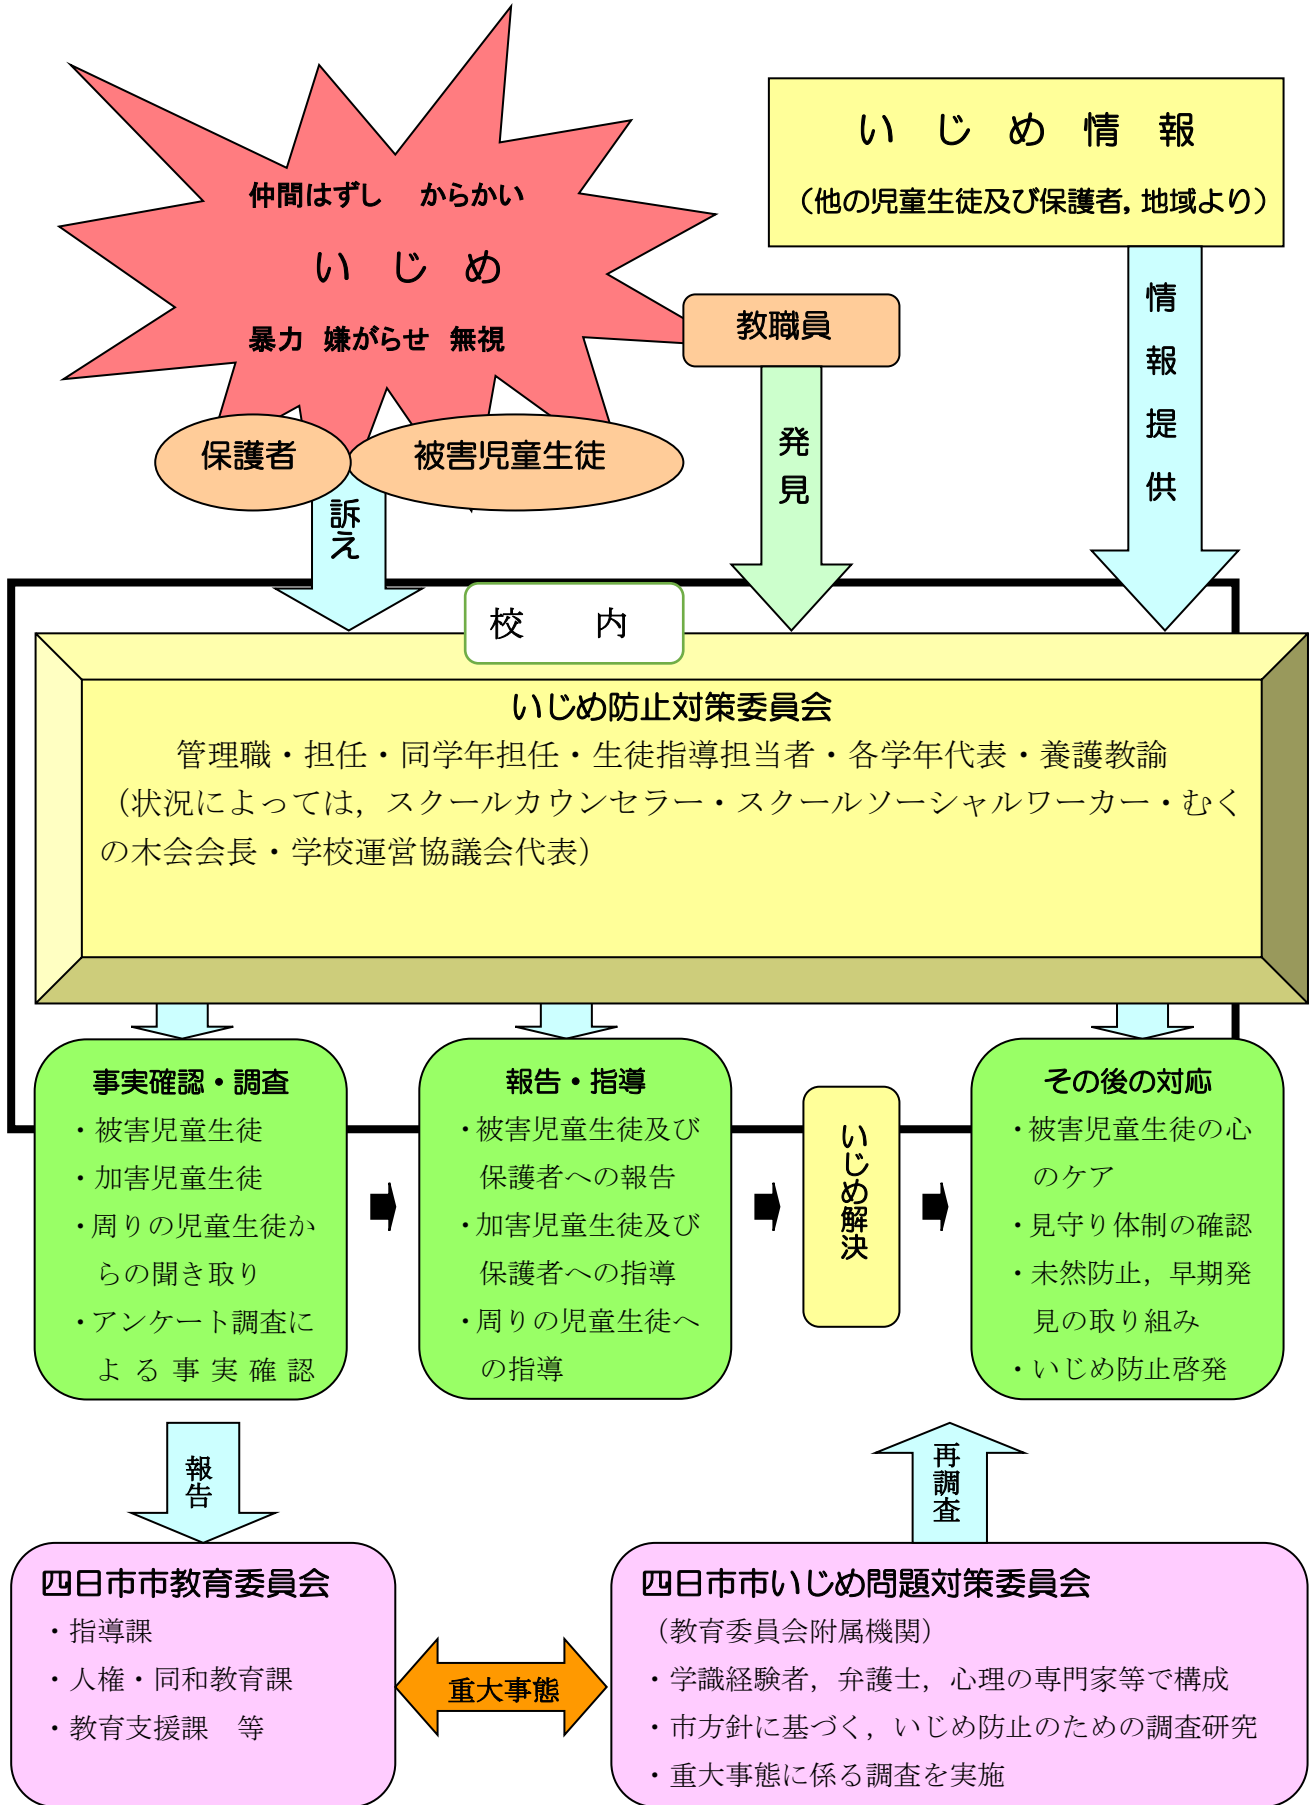 仲間はずし　からかい
い　じ　め
暴力　嫌がらせ　無視
い　じ　め　情　報
（他の児童生徒及び保護者，地域より）
教職員
保護者
被害児童生徒
訴え
発見
情報提供
校　　内
いじめ防止対策委員会
管理職・担任・同学年担任・生徒指導担当者・各学年代表・養護教諭
（状況によっては，スクールカウンセラー・スクールソーシャルワーカー・むく
の木会会長・学校運営協議会代表）
事実確認・調査
・被害児童生徒
・加害児童生徒
・周りの児童生徒か
らの聞き取り
・アンケート調査に
よる事実確認
報告・指導
・被害児童生徒及び
保護者への報告
・加害児童生徒及び
保護者への指導
・周りの児童生徒へ
の指導
いじめ解決
その後の対応
・被害児童生徒の心
のケア
・見守り体制の確認
・未然防止，早期発
見の取り組み
・いじめ防止啓発
報告
再調査
四日市市教育委員会
・指導課
・人権・同和教育課
・教育支援課　等
重大事態
四日市市いじめ問題対策委員会
（教育委員会附属機関）
・学識経験者，弁護士，心理の専門家等で構成
・市方針に基づく，いじめ防止のための調査研究
・重大事態に係る調査を実施